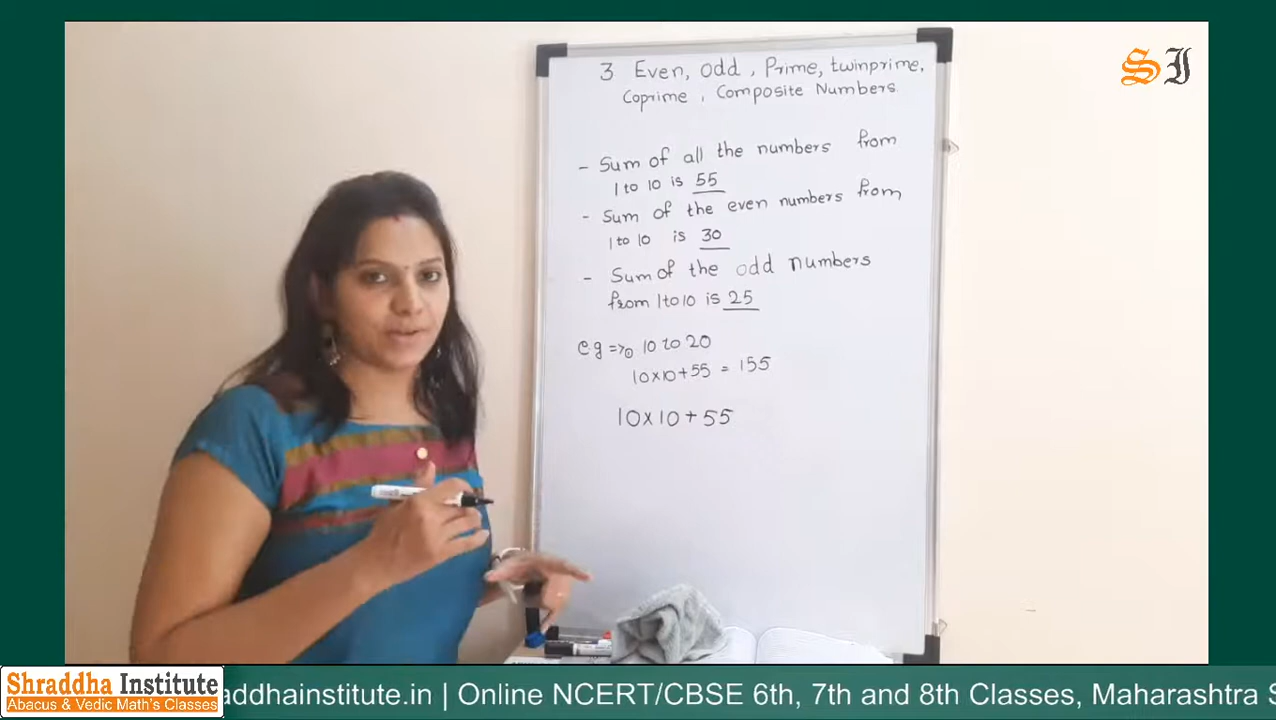 SI
3 Even, odd, Prime, twinprime,
Coprime, Composite Numbers
- Sum of all the numbers from
1 to 10 is 55
- Sum of the even numbers from
1 to 10 is 30
- Sum of the odd numbers
from 1 to 10 is 25
eg => 10 to 20
10x10+55 = 155
10x10+55
Shraddha Institute
Abacus & Vedic Math's Classes
addhainstitute.in | Online NCERT/CBSE 6th, 7th and 8th Classes, Maharashtra S